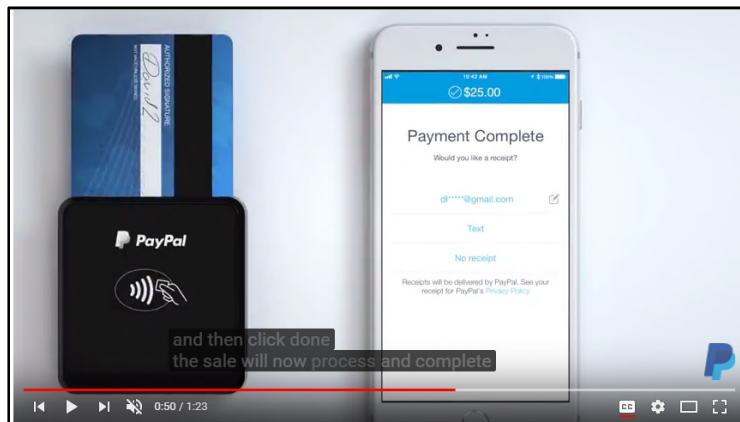 AUTHORIZED SIGNATURE
David Z
PayPal
10:42 AM
$25.00
Payment Complete
Would you like a receipt?
dl*****@gmail.com
Text
No receipt
Receipts will be delivered by PayPal. See your
receipt for PayPal's Privacy Policy
and then click done
the sale will now process and complete
0:50 / 1:23
CC